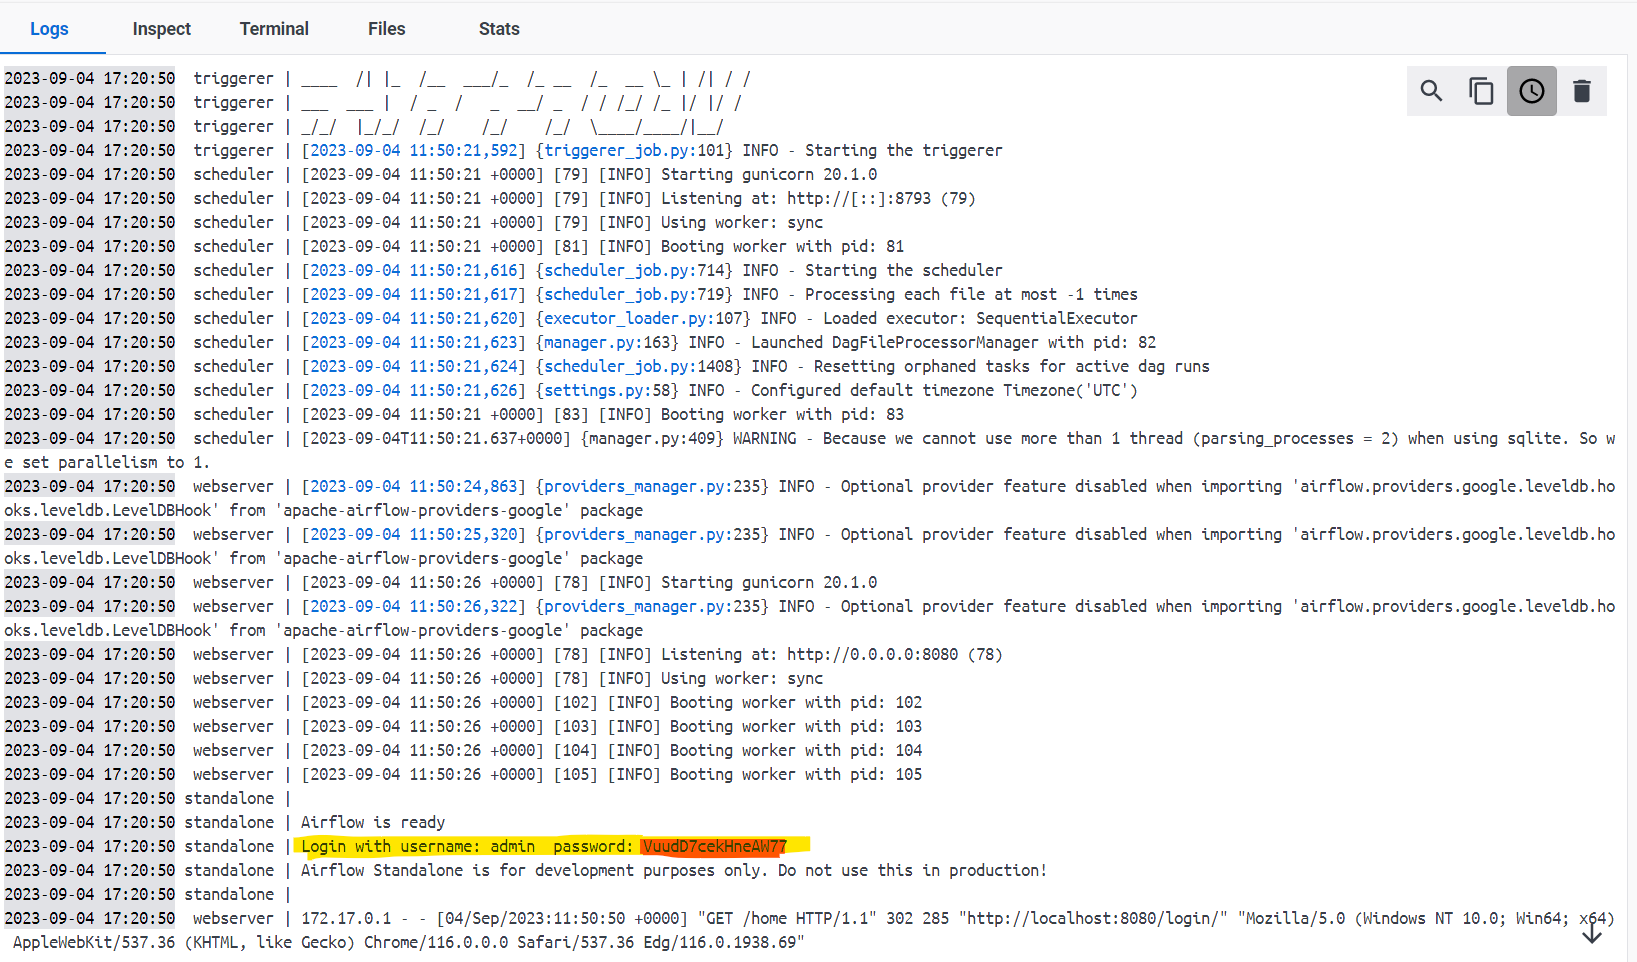 Logs Inspect Terminal Files Stats
2023-09-04 17:20:50  triggerer | ____  /| |_  /__  ___/_  /_ __  /_  __ \_ | /| / /
2023-09-04 17:20:50  triggerer | ___  ___ |  / _  /   _  __/ _  / / /_/ /_ |/ |/ /
2023-09-04 17:20:50  triggerer | _/_/  |_/_/  /_/    /_/    /_/  \____/____/|__/
2023-09-04 17:20:50  triggerer | [2023-09-04 11:50:21,592] {triggerer_job.py:101} INFO - Starting the triggerer
2023-09-04 17:20:50  scheduler | [2023-09-04 11:50:21 +0000] [79] [INFO] Starting gunicorn 20.1.0
2023-09-04 17:20:50  scheduler | [2023-09-04 11:50:21 +0000] [79] [INFO] Listening at: http://[::]:8793 (79)
2023-09-04 17:20:50  scheduler | [2023-09-04 11:50:21 +0000] [79] [INFO] Using worker: sync
2023-09-04 17:20:50  scheduler | [2023-09-04 11:50:21 +0000] [81] [INFO] Booting worker with pid: 81
2023-09-04 17:20:50  scheduler | [2023-09-04 11:50:21,616] {scheduler_job.py:714} INFO - Starting the scheduler
2023-09-04 17:20:50  scheduler | [2023-09-04 11:50:21,617] {scheduler_job.py:719} INFO - Processing each file at most -1 times
2023-09-04 17:20:50  scheduler | [2023-09-04 11:50:21,620] {executor_loader.py:107} INFO - Loaded executor: SequentialExecutor
2023-09-04 17:20:50  scheduler | [2023-09-04 11:50:21,623] {manager.py:163} INFO - Launched DagFileProcessorManager with pid: 82
2023-09-04 17:20:50  scheduler | [2023-09-04 11:50:21,624] {scheduler_job.py:1408} INFO - Resetting orphaned tasks for active dag runs
2023-09-04 17:20:50  scheduler | [2023-09-04 11:50:21,626] {settings.py:58} INFO - Configured default timezone Timezone('UTC')
2023-09-04 17:20:50  scheduler | [2023-09-04 11:50:21 +0000] [83] [INFO] Booting worker with pid: 83
2023-09-04 17:20:50  scheduler | [2023-09-04T11:50:21.637+0000] {manager.py:409} WARNING - Because we cannot use more than 1 thread (parsing_processes = 2) when using sqlite. So w
e set parallelism to 1.
2023-09-04 17:20:50  webserver | [2023-09-04 11:50:24,863] {providers_manager.py:235} INFO - Optional provider feature disabled when importing 'airflow.providers.google.leveldb.ho
oks.leveldb.LevelDBHook' from 'apache-airflow-providers-google' package
2023-09-04 17:20:50  webserver | [2023-09-04 11:50:25,320] {providers_manager.py:235} INFO - Optional provider feature disabled when importing 'airflow.providers.google.leveldb.ho
oks.leveldb.LevelDBHook' from 'apache-airflow-providers-google' package
2023-09-04 17:20:50  webserver | [2023-09-04 11:50:26 +0000] [78] [INFO] Starting gunicorn 20.1.0
2023-09-04 17:20:50  webserver | [2023-09-04 11:50:26,322] {providers_manager.py:235} INFO - Optional provider feature disabled when importing 'airflow.providers.google.leveldb.ho
oks.leveldb.LevelDBHook' from 'apache-airflow-providers-google' package
2023-09-04 17:20:50  webserver | [2023-09-04 11:50:26 +0000] [78] [INFO] Listening at: http://0.0.0.0:8080 (78)
2023-09-04 17:20:50  webserver | [2023-09-04 11:50:26 +0000] [78] [INFO] Using worker: sync
2023-09-04 17:20:50  webserver | [2023-09-04 11:50:26 +0000] [102] [INFO] Booting worker with pid: 102
2023-09-04 17:20:50  webserver | [2023-09-04 11:50:26 +0000] [103] [INFO] Booting worker with pid: 103
2023-09-04 17:20:50  webserver | [2023-09-04 11:50:26 +0000] [104] [INFO] Booting worker with pid: 104
2023-09-04 17:20:50  webserver | [2023-09-04 11:50:26 +0000] [105] [INFO] Booting worker with pid: 105
2023-09-04 17:20:50 standalone |
2023-09-04 17:20:50 standalone | Airflow is ready
2023-09-04 17:20:50 standalone | Login with username: admin  password: VuudD7cekHneAW77
2023-09-04 17:20:50 standalone | Airflow Standalone is for development purposes only. Do not use this in production!
2023-09-04 17:20:50 standalone |
2023-09-04 17:20:50  webserver | 172.17.0.1 - - [04/Sep/2023:11:50:50 +0000] "GET /home HTTP/1.1" 302 285 "http://localhost:8080/login/" "Mozilla/5.0 (Windows NT 10.0; Win64; x64)
 AppleWebKit/537.36 (KHTML, like Gecko) Chrome/116.0.0.0 Safari/537.36 Edg/116.0.1938.69"